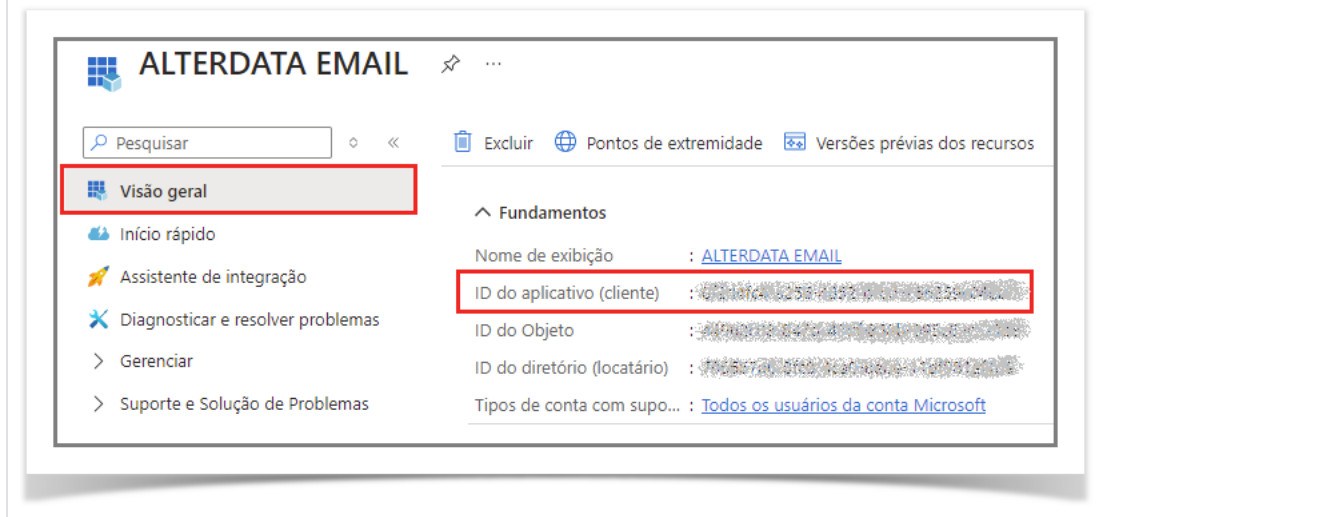 ALTERDATA EMAIL
Pesquisar
Excluir Pontos de extremidade Versões prévias dos recursos
Visão geral
Início rápido
Assistente de integração
Diagnosticar e resolver problemas
Gerenciar
Suporte e Solução de Problemas
Fundamentos
Nome de exibição : ALTERDATA EMAIL
ID do aplicativo (cliente) :
ID do Objeto :
ID do diretório (locatário) :
Tipos de conta com supo... : Todos os usuários da conta Microsoft